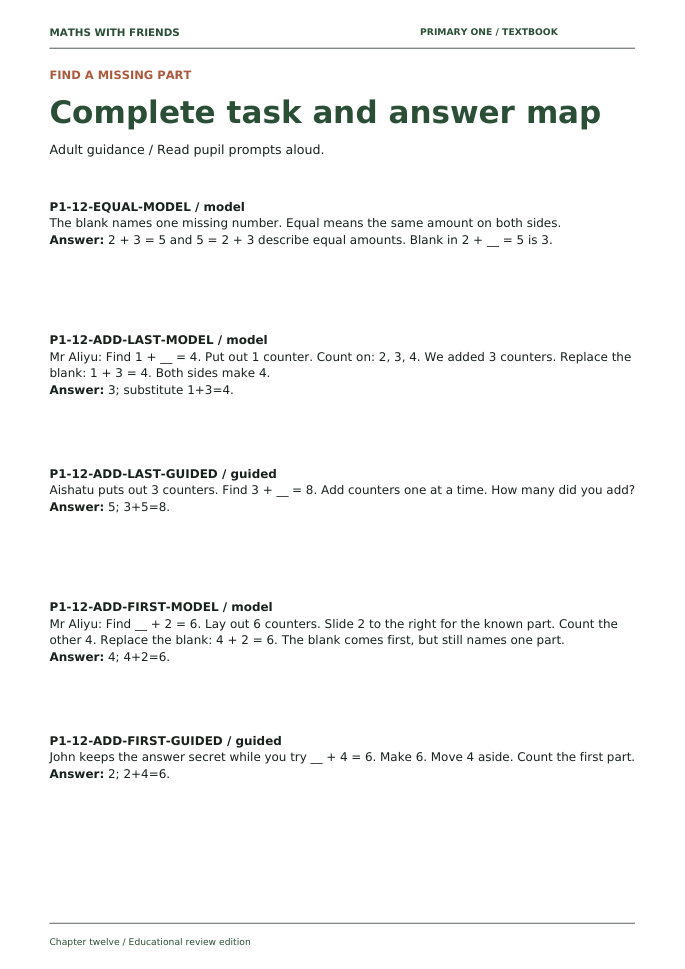 MATHS WITH FRIENDS
PRIMARY ONE / TEXTBOOK
FIND A MISSING PART
Complete task and answer map
Adult guidance / Read pupil prompts aloud.
P1-12-EQUAL-MODEL / model
The blank names one missing number. Equal means the same amount on both sides.
Answer: 2 + 3 = 5 and 5 = 2 + 3 describe equal amounts. Blank in 2 + __ = 5 is 3.
P1-12-ADD-LAST-MODEL / model
Mr Aliyu: Find 1 + __ = 4. Put out 1 counter. Count on: 2, 3, 4. We added 3 counters. Replace the
blank: 1 + 3 = 4. Both sides make 4.
Answer: 3; substitute 1+3=4.
P1-12-ADD-LAST-GUIDED / guided
Aishatu puts out 3 counters. Find 3 + __ = 8. Add counters one at a time. How many did you add?
Answer: 5; 3+5=8.
P1-12-ADD-FIRST-MODEL / model
Mr Aliyu: Find __ + 2 = 6. Lay out 6 counters. Slide 2 to the right for the known part. Count the
other 4. Replace the blank: 4 + 2 = 6. The blank comes first, but still names one part.
Answer: 4; 4+2=6.
P1-12-ADD-FIRST-GUIDED / guided
John keeps the answer secret while you try __ + 4 = 6. Make 6. Move 4 aside. Count the first part.
Answer: 2; 2+4=6.
Chapter twelve / Educational review edition